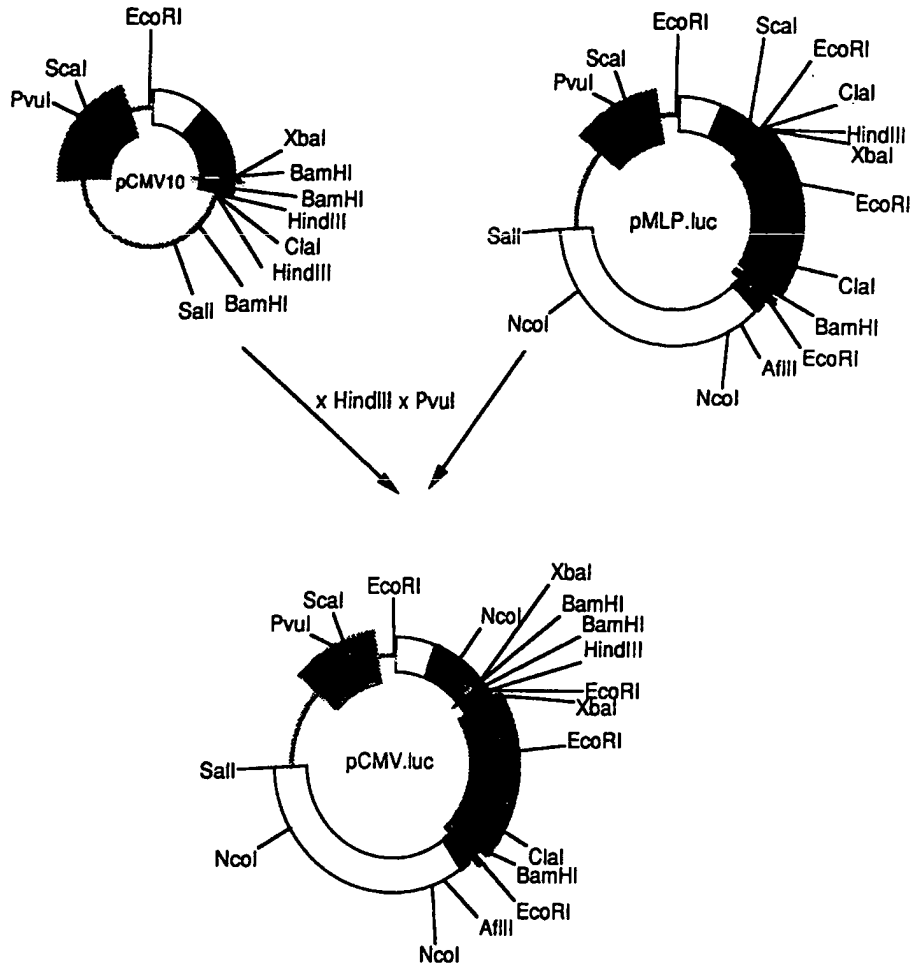 EcoRI
ScaI
PvuI
XbaI
BamHI
pCMV10
BamHI
HindIII
ClaI
HindIII
SalI
BamHI
EcoRI
ScaI
EcoRI
ScaI
PvuI
ClaI
HindIII
XbaI
EcoRI
pMLP.luc
SalI
ClaI
NcoI
BamHI
EcoRI
AflII
NcoI
x HindIII x PvuI
EcoRI
XbaI
ScaI
PvuI
NcoI
BamHI
BamHI
HindIII
EcoRI
XbaI
EcoRI
pCMV.luc
SalI
NcoI
ClaI
BamHI
EcoRI
AflII
NcoI